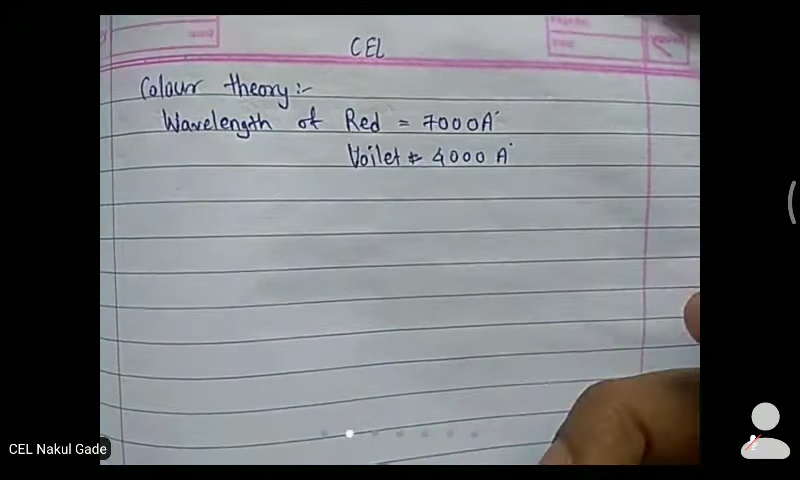 CEL
Colour theory :-
Wavelength of Red = 7000A°
Voilet = 4000 A°
CEL Nakul Gade